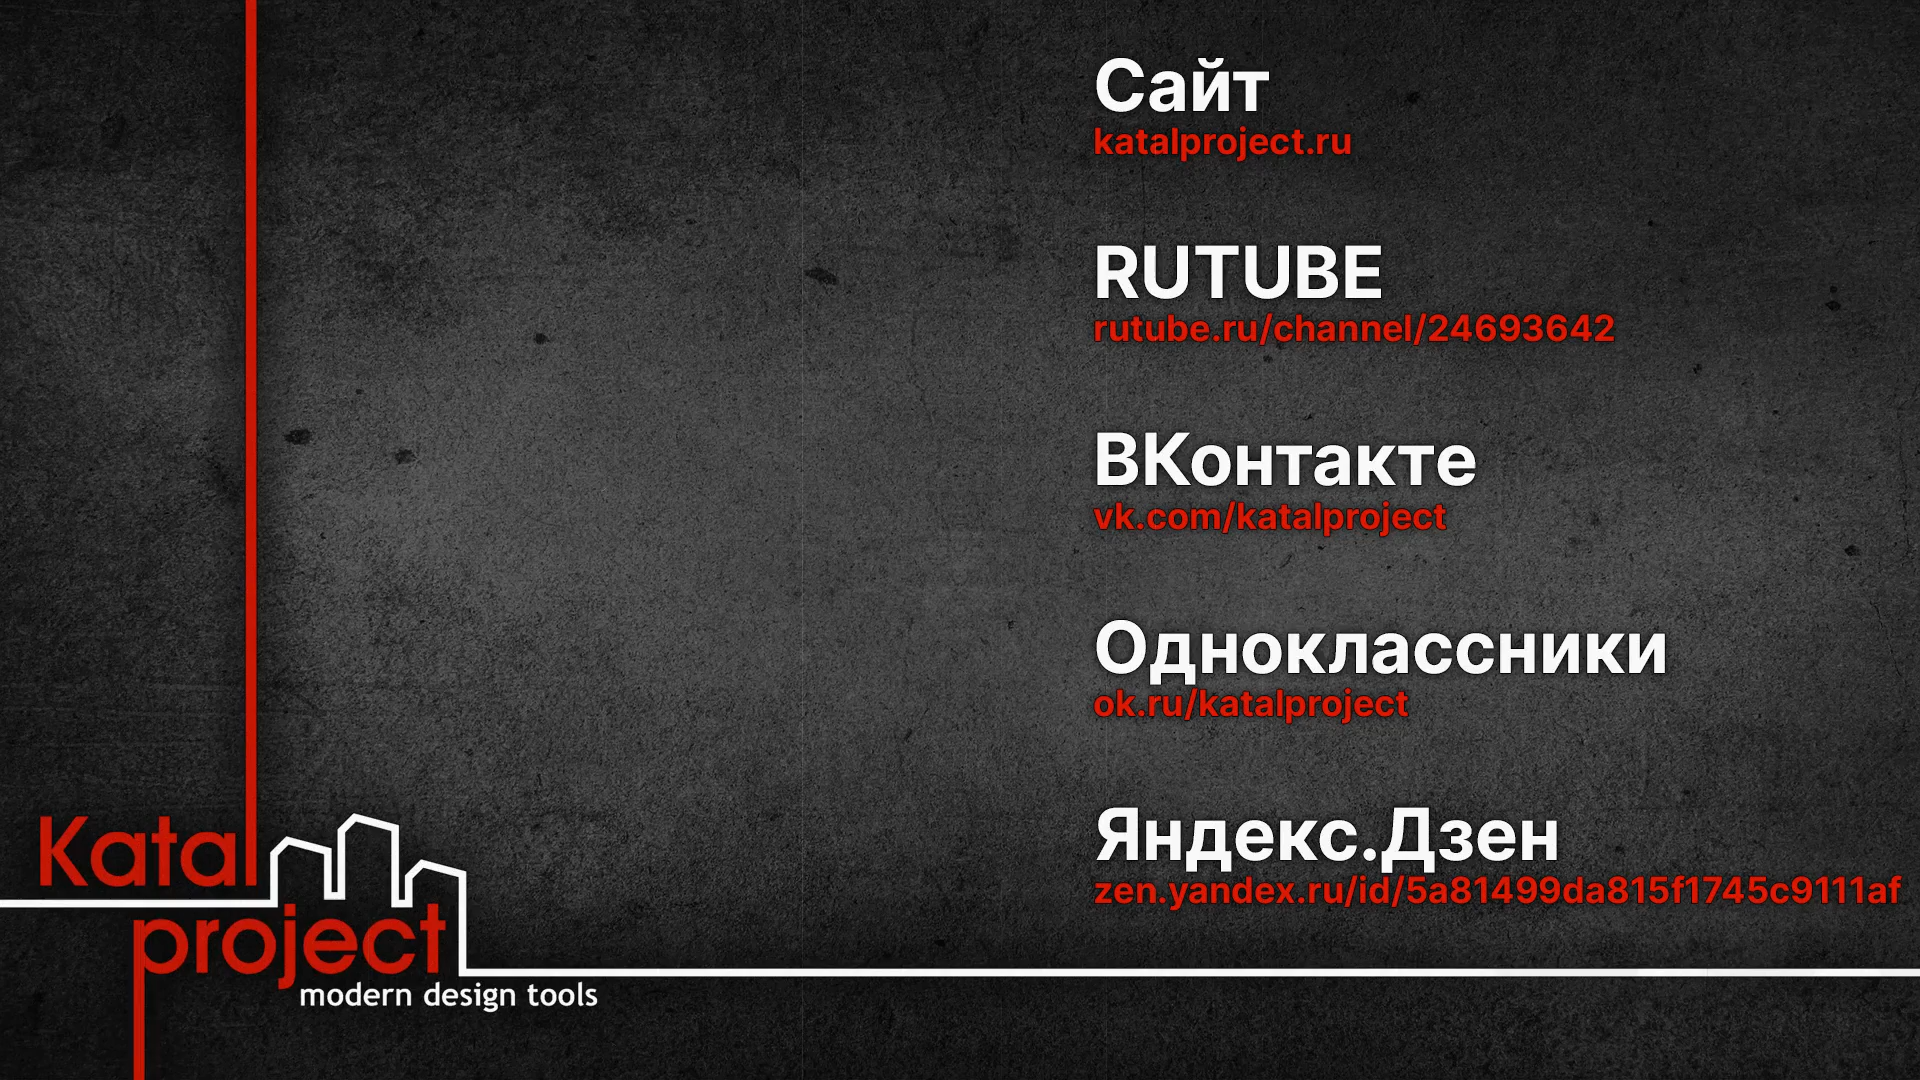 Сайт
katalproject.ru
RUTUBE
rutube.ru/channel/24693642
ВКонтакте
vk.com/katalproject
Одноклассники
ok.ru/katalproject
Яндекс.Дзен
zen.yandex.ru/id/5a81499da815f1745c9111af
Katal
project
modern design tools